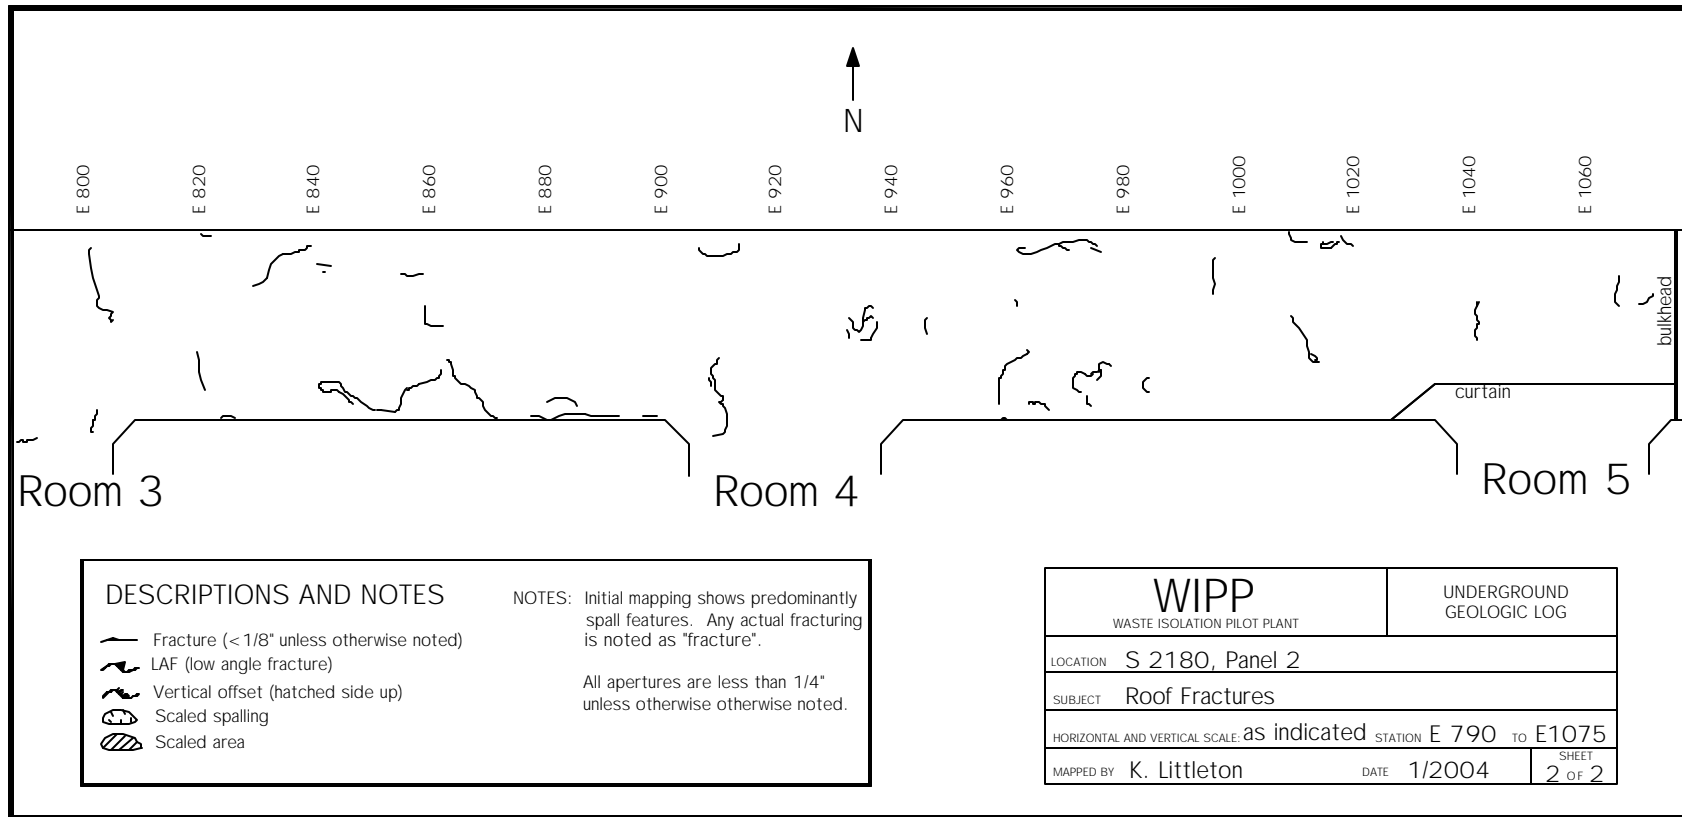 N
E 800
E 820
E 840
E 860
E 880
E 900
E 920
E 940
E 960
E 980
E 1000
E 1020
E 1040
E 1060
bulkhead
curtain
Room 3
Room 4
Room 5
DESCRIPTIONS AND NOTES
Fracture (<1/8" unless otherwise noted)
LAF (low angle fracture)
Vertical offset (hatched side up)
Scaled spalling
Scaled area
NOTES: Initial mapping shows predominantly
spall features. Any actual fracturing
is noted as "fracture".
All apertures are less than 1/4"
unless otherwise otherwise noted.
WIPP
WASTE ISOLATION PILOT PLANT
UNDERGROUND
GEOLOGIC LOG
LOCATION S 2180, Panel 2
SUBJECT Roof Fractures
HORIZONTAL AND VERTICAL SCALE: as indicated STATION E 790 TO E1075
MAPPED BY K. Littleton DATE 1/2004
SHEET
2 OF 2